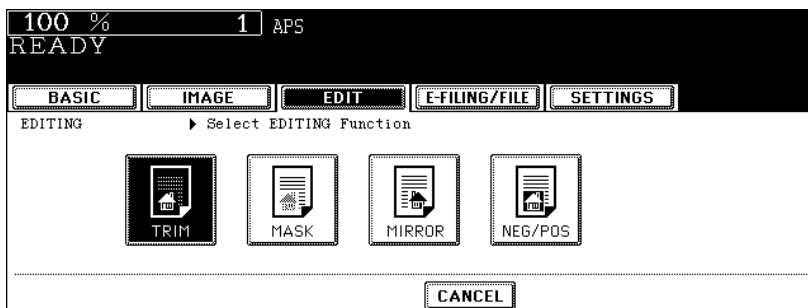 100 % 1 APS
READY
BASIC IMAGE EDIT E-FILING/FILE SETTINGS
EDITING ▶ Select EDITING Function
TRIM MASK MIRROR NEG/POS
CANCEL